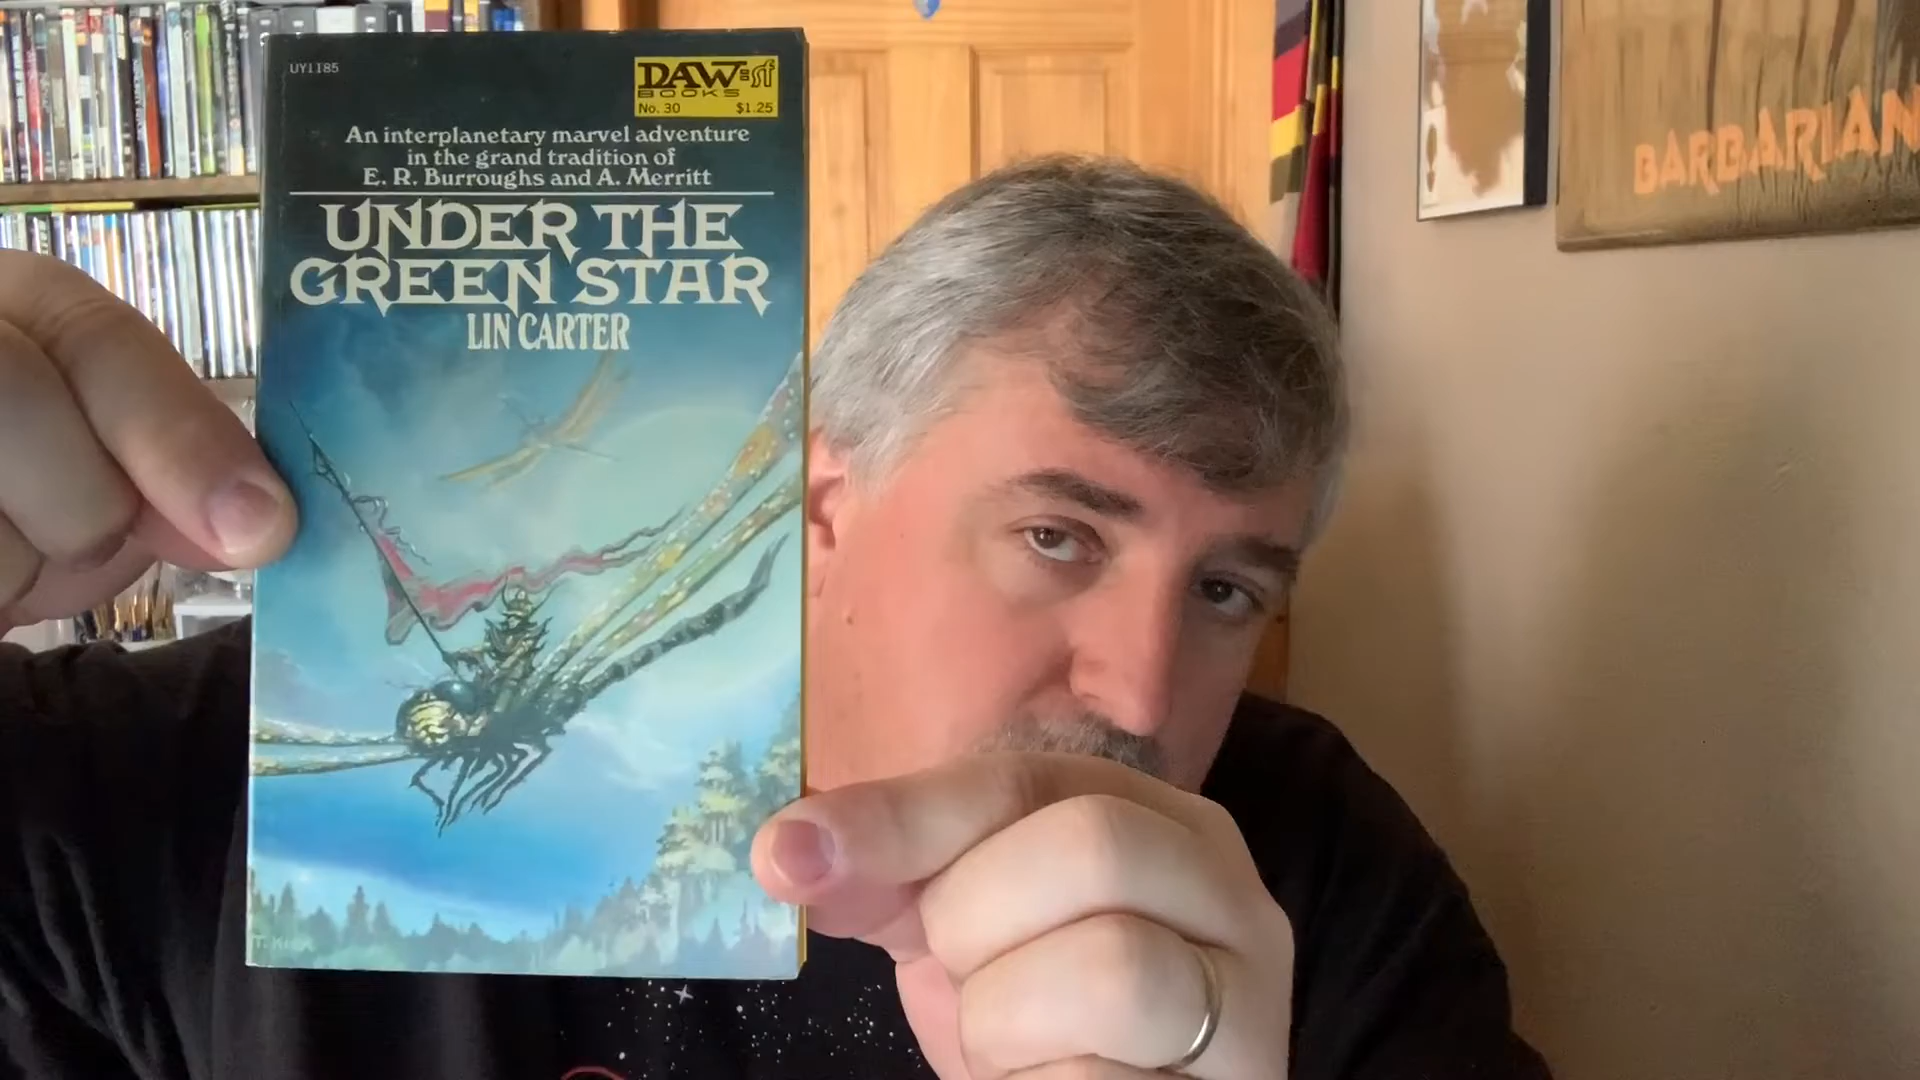 UY1185
DAW sf
BOOKS
No. 30 $1.25
An interplanetary marvel adventure
in the grand tradition of
E. R. Burroughs and A. Merritt
UNDER THE
GREEN STAR
LIN CARTER
T. KIRK
BARBARIAN